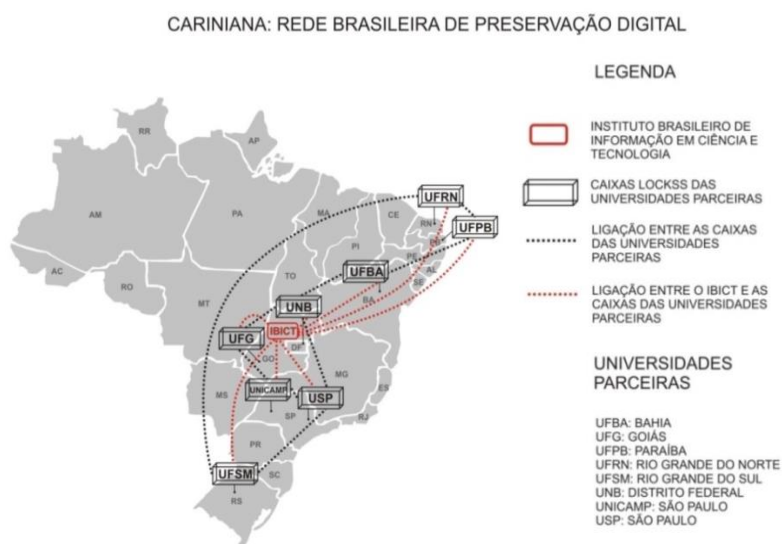 CARINIANA: REDE BRASILEIRA DE PRESERVAÇÃO DIGITAL
LEGENDA
INSTITUTO BRASILEIRO DE
INFORMAÇÃO EM CIÊNCIA E
TECNOLOGIA
CAIXAS LOCKSS DAS
UNIVERSIDADES PARCEIRAS
LIGAÇÃO ENTRE AS CAIXAS
DAS UNIVERSIDADES
PARCEIRAS
LIGAÇÃO ENTRE O IBICT E AS
CAIXAS DAS UNIVERSIDADES
PARCEIRAS
UNIVERSIDADES
PARCEIRAS
UFBA: BAHIA
UFG: GOIÁS
UFPB: PARAÍBA
UFRN: RIO GRANDE DO NORTE
UFSM: RIO GRANDE DO SUL
UNB: DISTRITO FEDERAL
UNICAMP: SÃO PAULO
USP: SÃO PAULO
RR
AP
AM
PA
MA
CE
UFRN
RN
UFPB
PI
PE
AL
SE
AC
RO
TO
UFBA
BA
MT
UNB
UFG
IBICT
DF
GO
MG
UNICAMP
USP
ES
MS
SP
RJ
PR
UFSM
SC
RS